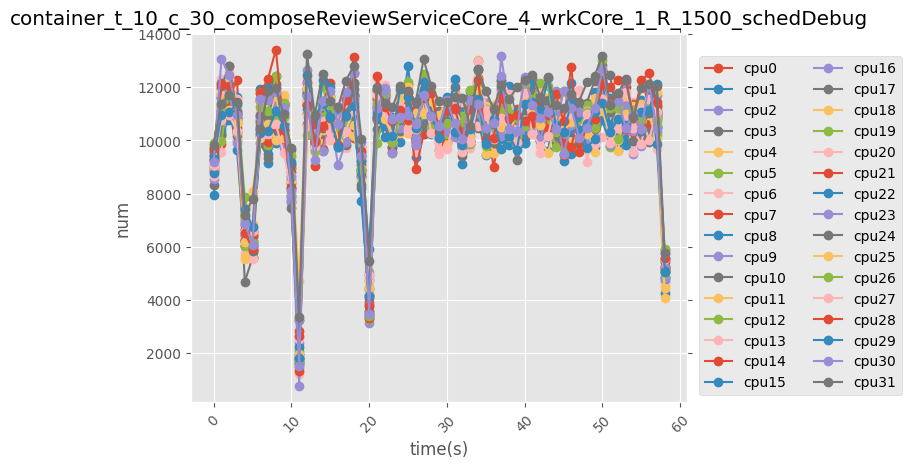 container_t_10_c_30_composeReviewServiceCore_4_wrkCore_1_R_1500_schedDebug
14000
12000
10000
8000
6000
4000
2000
num
0
10
20
30
40
50
60
time(s)
cpu0
cpu1
cpu2
cpu3
cpu4
cpu5
cpu6
cpu7
cpu8
cpu9
cpu10
cpu11
cpu12
cpu13
cpu14
cpu15
cpu16
cpu17
cpu18
cpu19
cpu20
cpu21
cpu22
cpu23
cpu24
cpu25
cpu26
cpu27
cpu28
cpu29
cpu30
cpu31